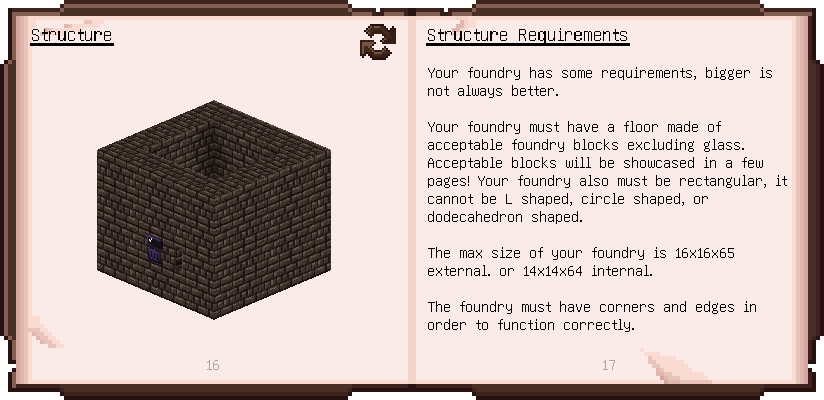 Structure
16
Structure Requirements
Your foundry has some requirements, bigger is
not always better.
Your foundry must have a floor made of
acceptable foundry blocks excluding glass.
Acceptable blocks will be showcased in a few
pages! Your foundry also must be rectangular, it
cannot be L shaped, circle shaped, or
dodecahedron shaped.
The max size of your foundry is 16x16x65
external. or 14x14x64 internal.
The foundry must have corners and edges in
order to function correctly.
17